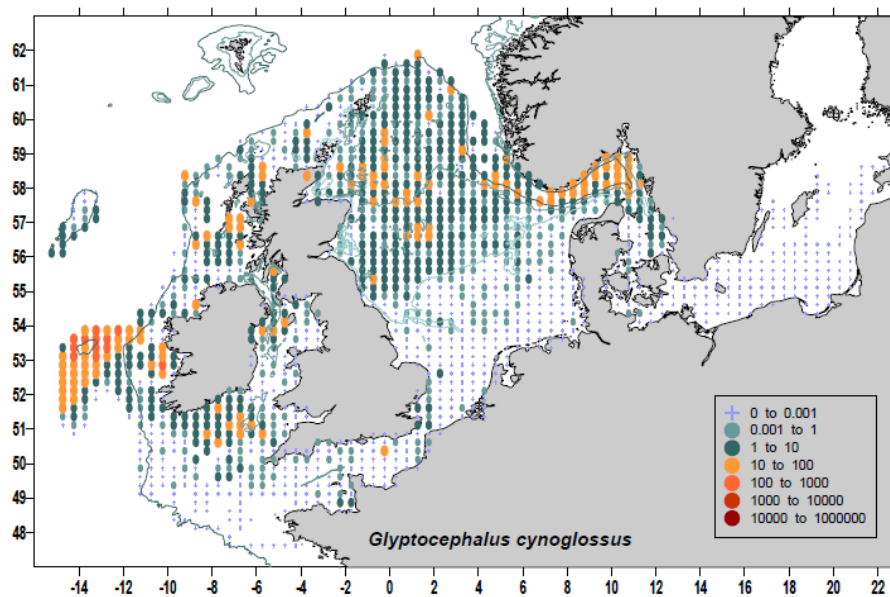 62
61
60
59
58
57
56
55
54
53
52
51
50
49
48
0 to 0.001
0.001 to 1
1 to 10
10 to 100
100 to 1000
1000 to 10000
10000 to 1000000
Glyptocephalus cynoglossus
-14 -12 -10 -8 -6 -4 -2 0 2 4 6 8 10 12 14 16 18 20 22